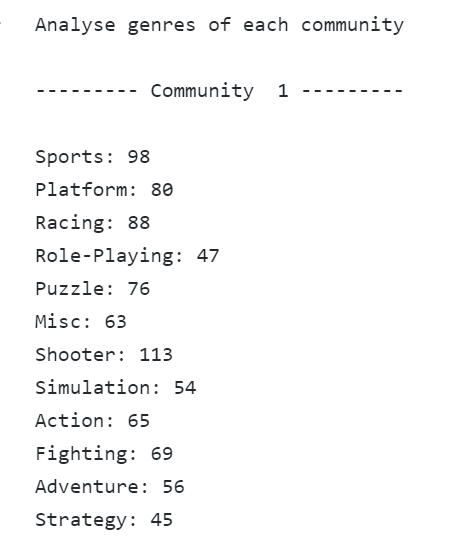 Analyse genres of each community
--------- Community  1 ---------
Sports: 98
Platform: 80
Racing: 88
Role-Playing: 47
Puzzle: 76
Misc: 63
Shooter: 113
Simulation: 54
Action: 65
Fighting: 69
Adventure: 56
Strategy: 45